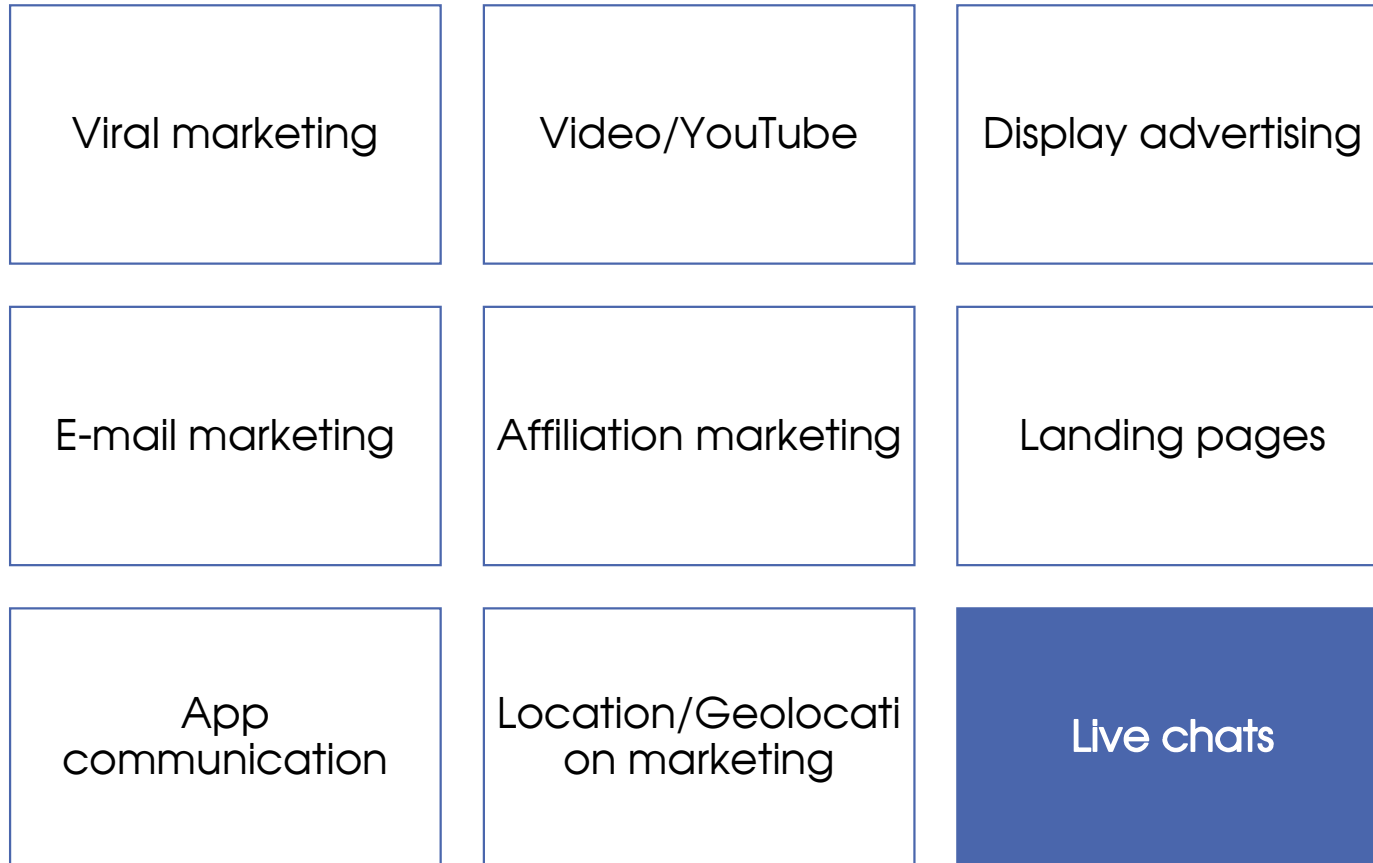 Viral marketing
Video/YouTube
Display advertising
E-mail marketing
Affiliation marketing
Landing pages
App
communication
Location/Geolocati
on marketing
Live chats